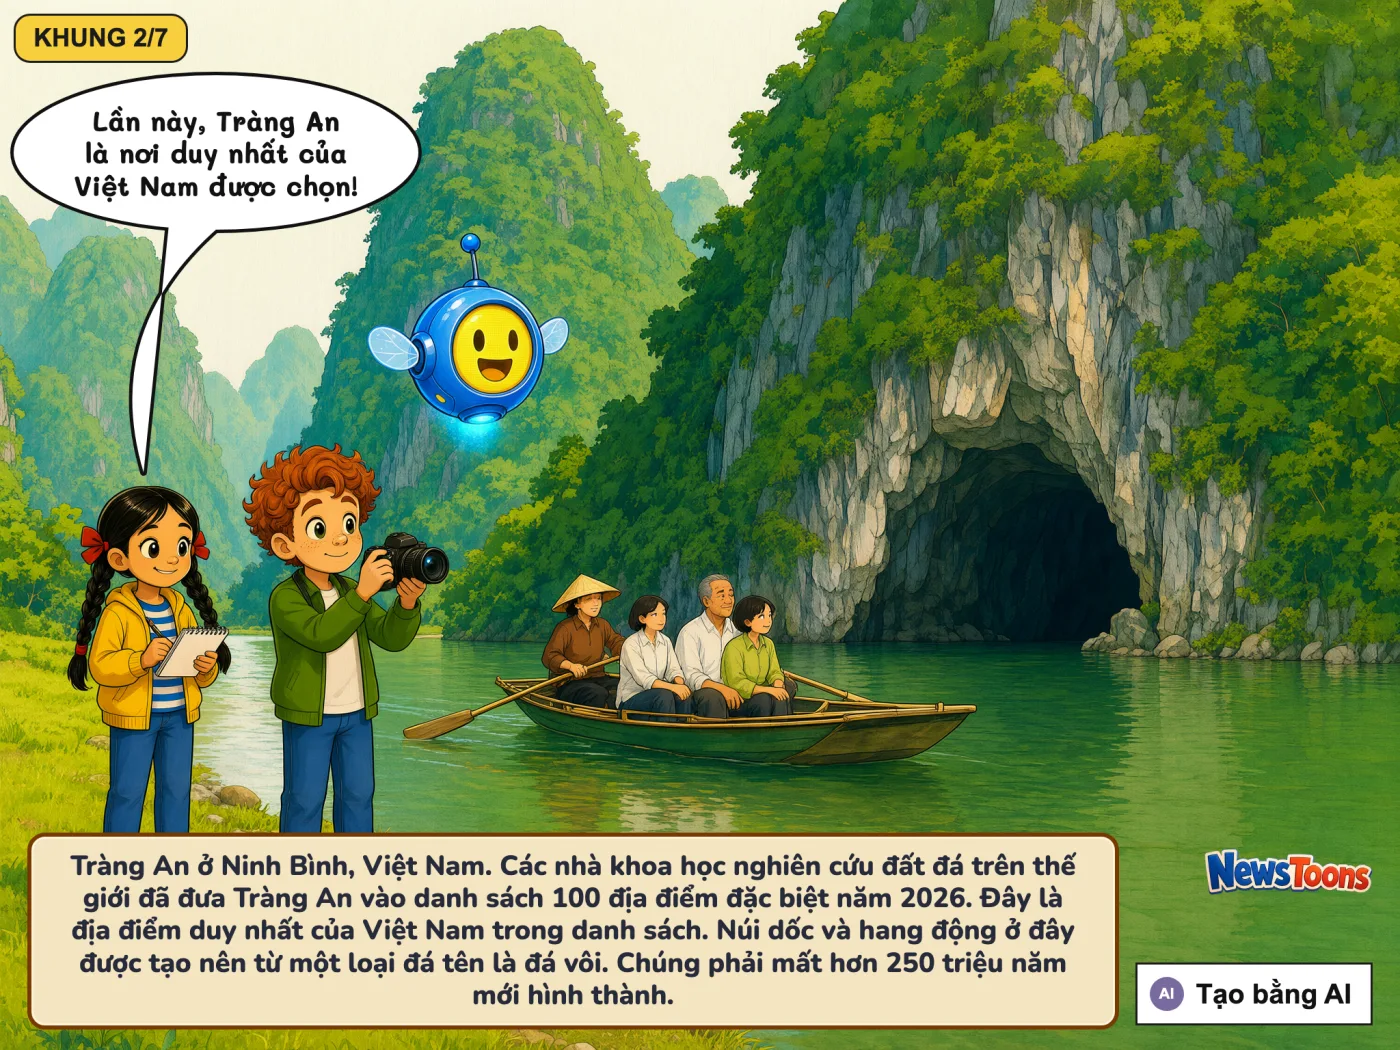 KHUNG 2/7
Lần này, Tràng An
là nơi duy nhất của
Việt Nam được chọn!
Tràng An ở Ninh Bình, Việt Nam. Các nhà khoa học nghiên cứu đất đá trên thế
giới đã đưa Tràng An vào danh sách 100 địa điểm đặc biệt năm 2026. Đây là
địa điểm duy nhất của Việt Nam trong danh sách. Núi dốc và hang động ở đây
được tạo nên từ một loại đá tên là đá vôi. Chúng phải mất hơn 250 triệu năm
mới hình thành.
NewsToons
AI Tạo bằng AI